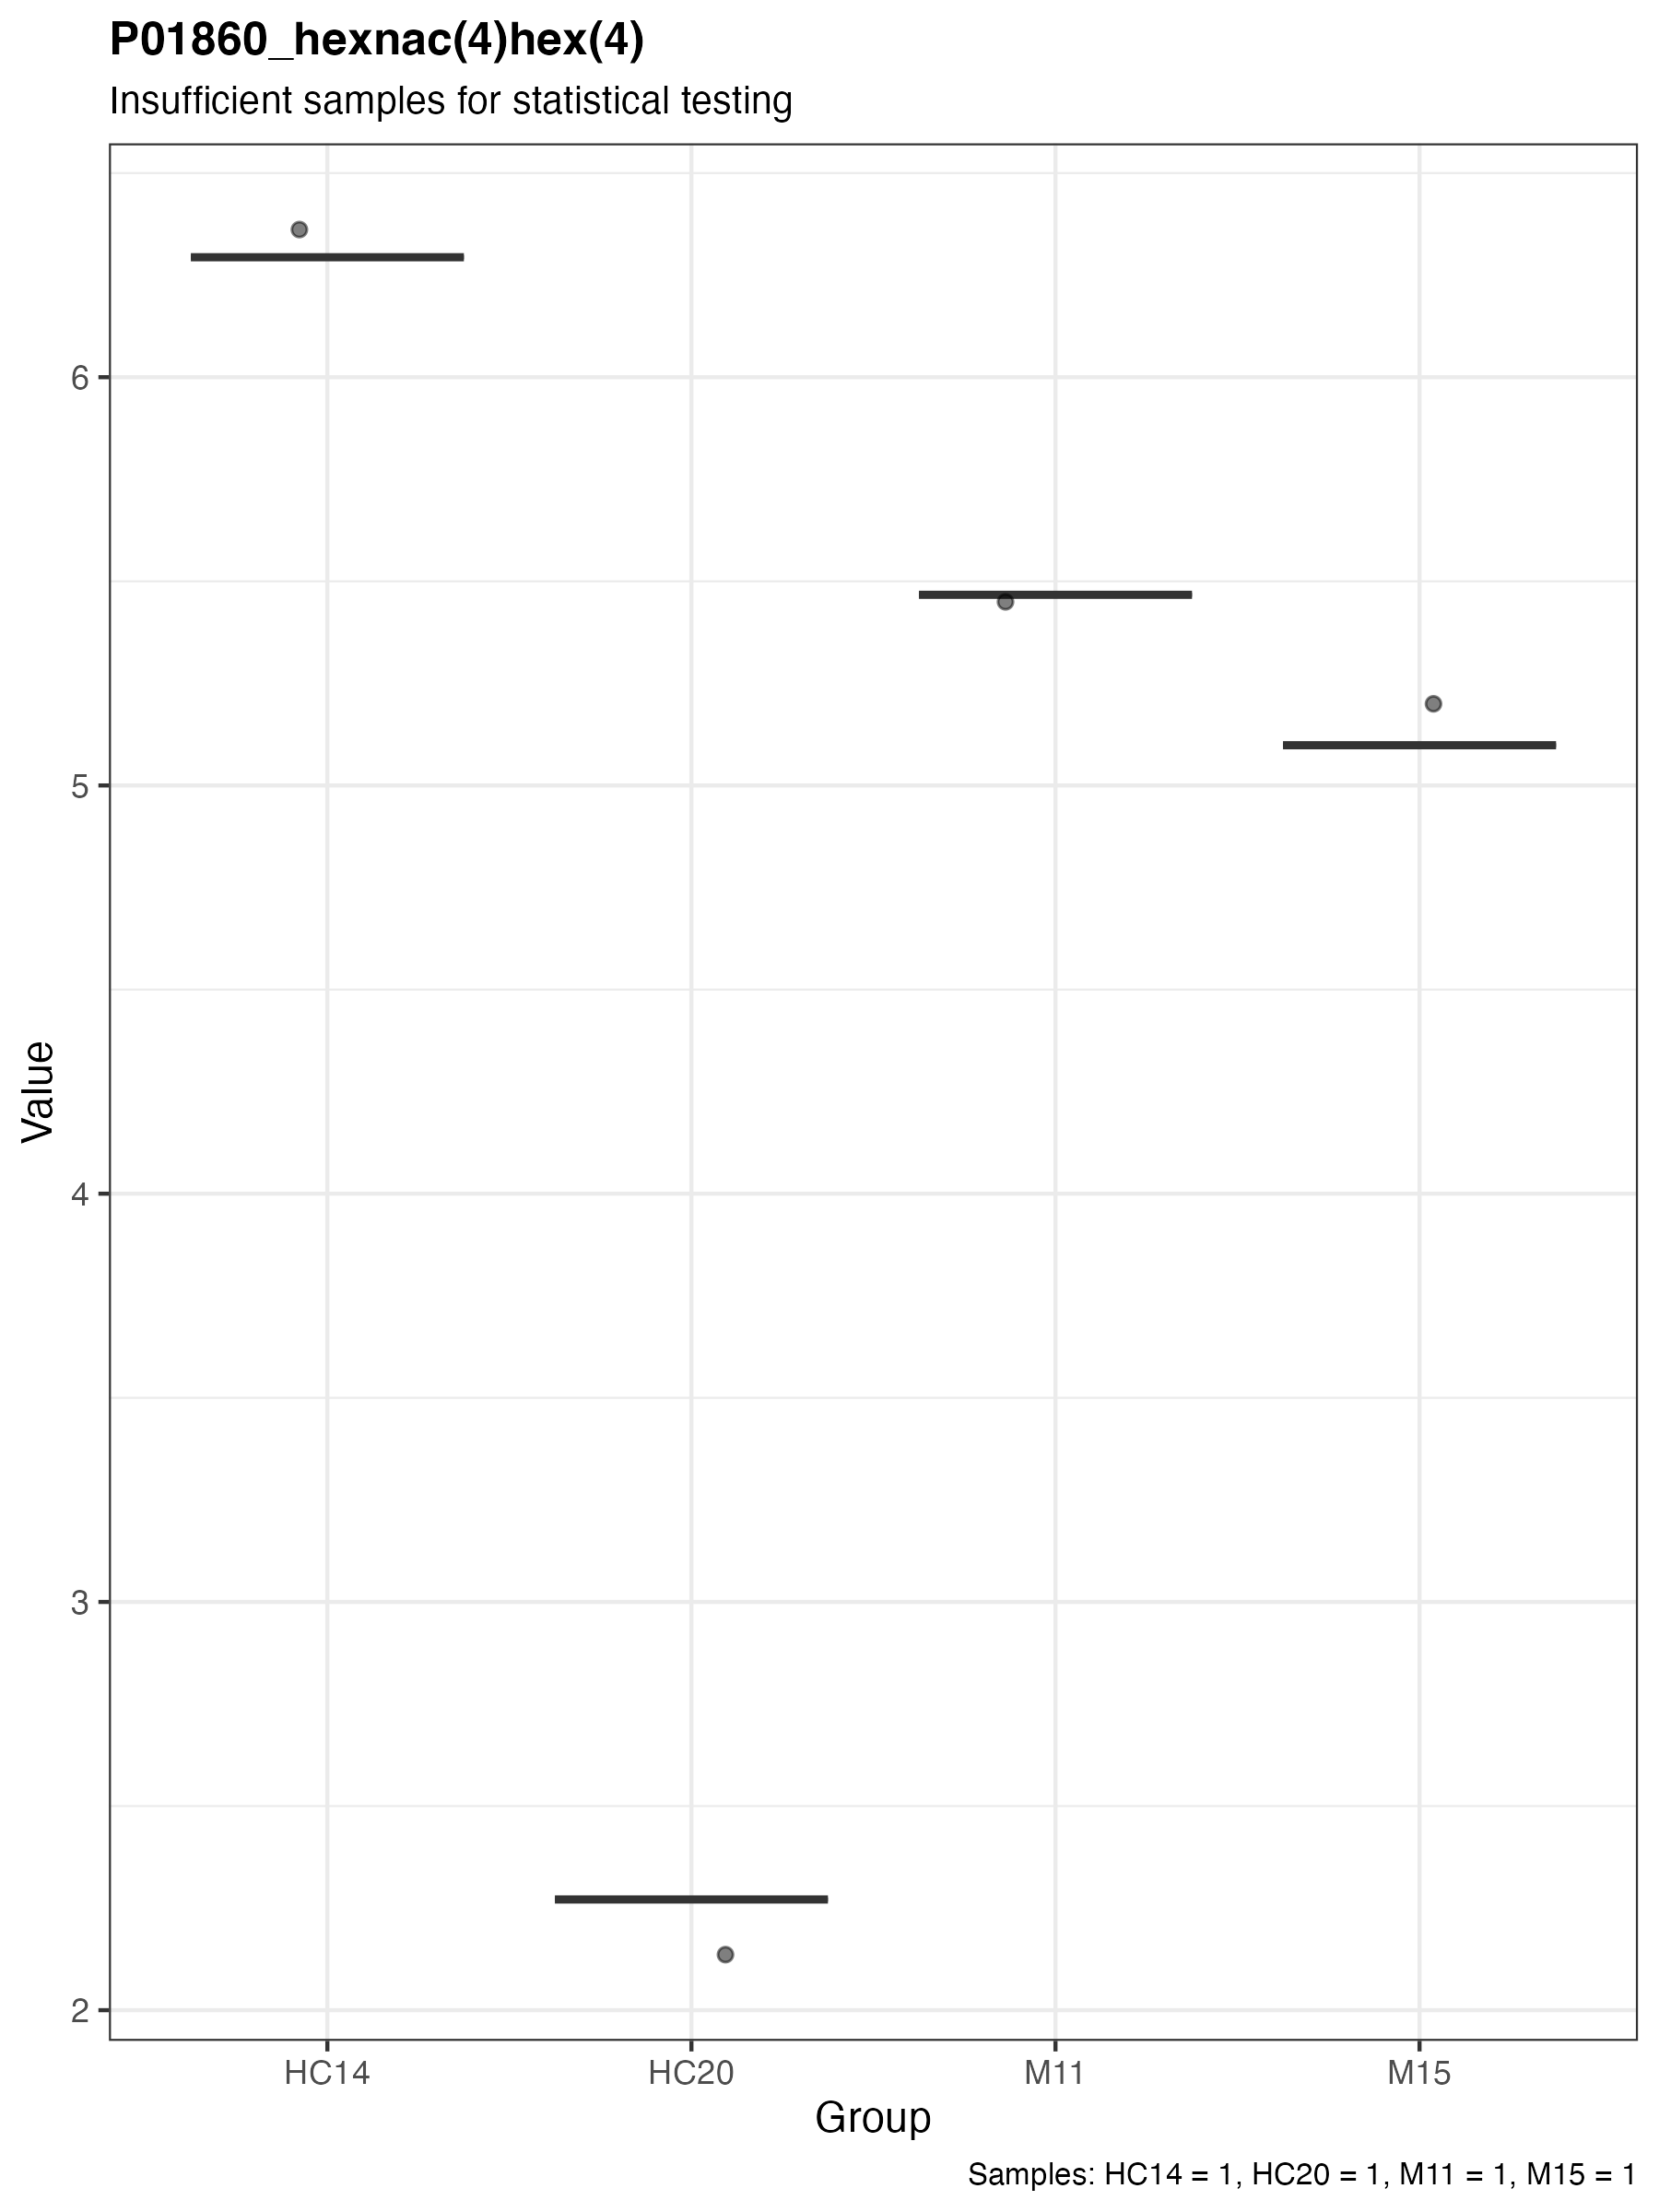 P01860_hexnac(4)hex(4)
Insufficient samples for statistical testing
6
5
4
3
2
Value
HC14
HC20
M11
M15
Group
Samples: HC14 = 1, HC20 = 1, M11 = 1, M15 = 1